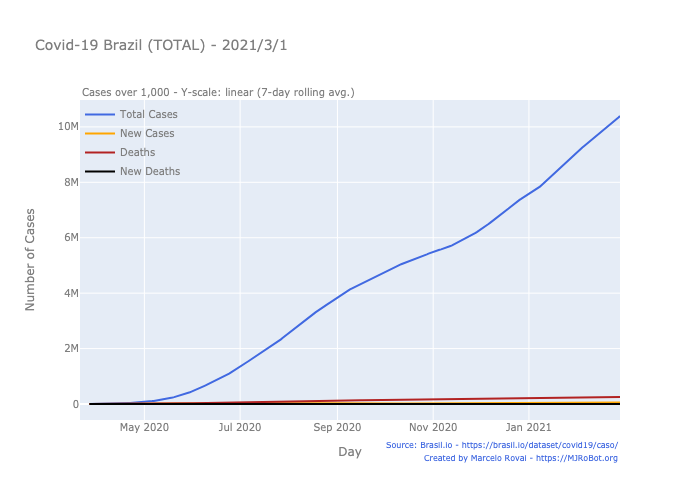 Covid-19 Brazil (TOTAL) - 2021/3/1
Cases over 1,000 - Y-scale: linear (7-day rolling avg.)
Total Cases
New Cases
Deaths
New Deaths
10M
8M
6M
4M
2M
0
Number of Cases
May 2020
Jul 2020
Sep 2020
Nov 2020
Jan 2021
Day
Source: Brasil.io - https://brasil.io/dataset/covid19/caso/
Created by Marcelo Rovai - https://MJRoBot.org